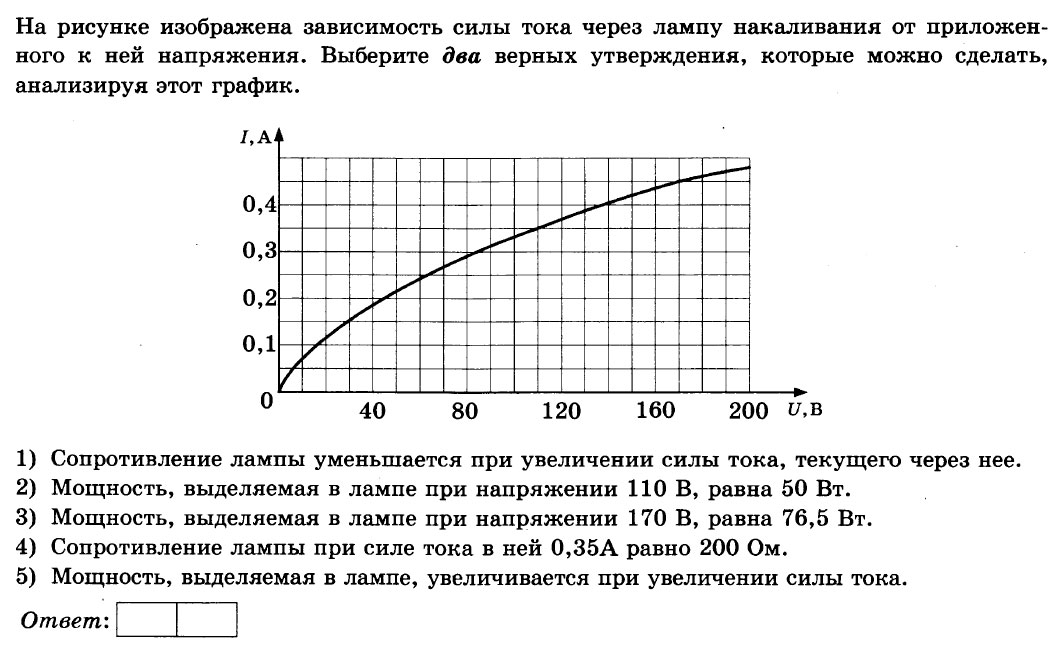 На рисунке изображена зависимость силы тока через лампу накаливания от приложен-
ного к ней напряжения. Выберите два верных утверждения, которые можно сделать,
анализируя этот график.
I, А
0,4
0,3
0,2
0,1
0
40 80 120 160 200 U, В
1) Сопротивление лампы уменьшается при увеличении силы тока, текущего через нее.
2) Мощность, выделяемая в лампе при напряжении 110 В, равна 50 Вт.
3) Мощность, выделяемая в лампе при напряжении 170 В, равна 76,5 Вт.
4) Сопротивление лампы при силе тока в ней 0,35А равно 200 Ом.
5) Мощность, выделяемая в лампе, увеличивается при увеличении силы тока.
Ответ: